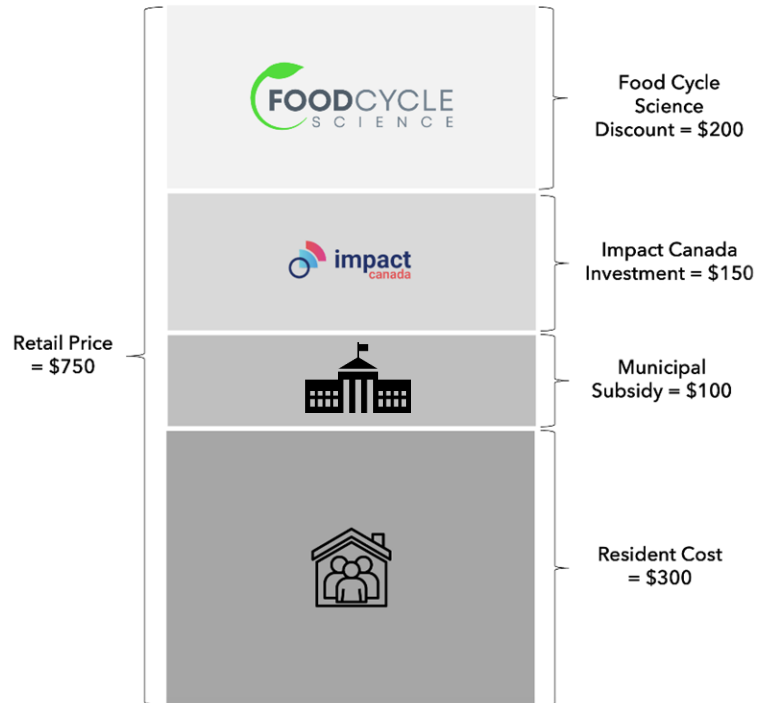 FOODCYCLE
SCIENCE
Food Cycle
Science
Discount = $200
impact
canada
Impact Canada
Investment = $150
Retail Price
= $750
Municipal
Subsidy = $100
Resident Cost
= $300